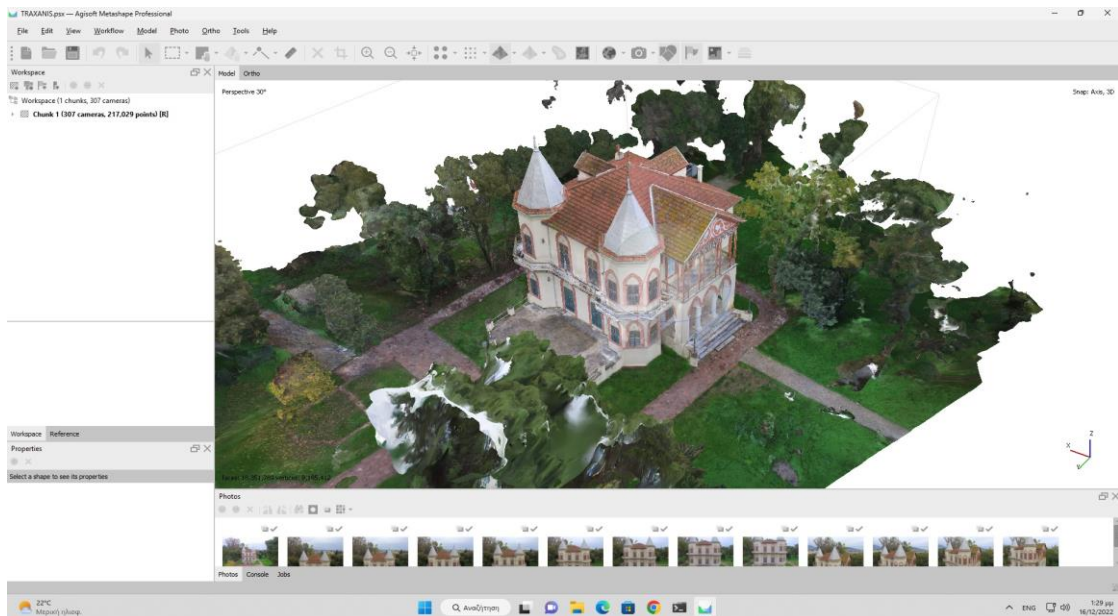 TRAXANIS.psx — Agisoft Metashape Professional
File Edit View Workflow Model Photo Ortho Tools Help
Workspace
Workspace (1 chunks, 307 cameras)
Chunk 1 (307 cameras, 217,029 points) [R]
Workspace Reference
Properties
Select a shape to see its properties
Model Ortho
Perspective 30°
Snap: Axis, 3D
Z
X
Y
Photos
Photos Console Jobs
22°C
Μερική ηλιοφ.
Αναζήτηση
ENG
1:29 μμ
16/12/2022